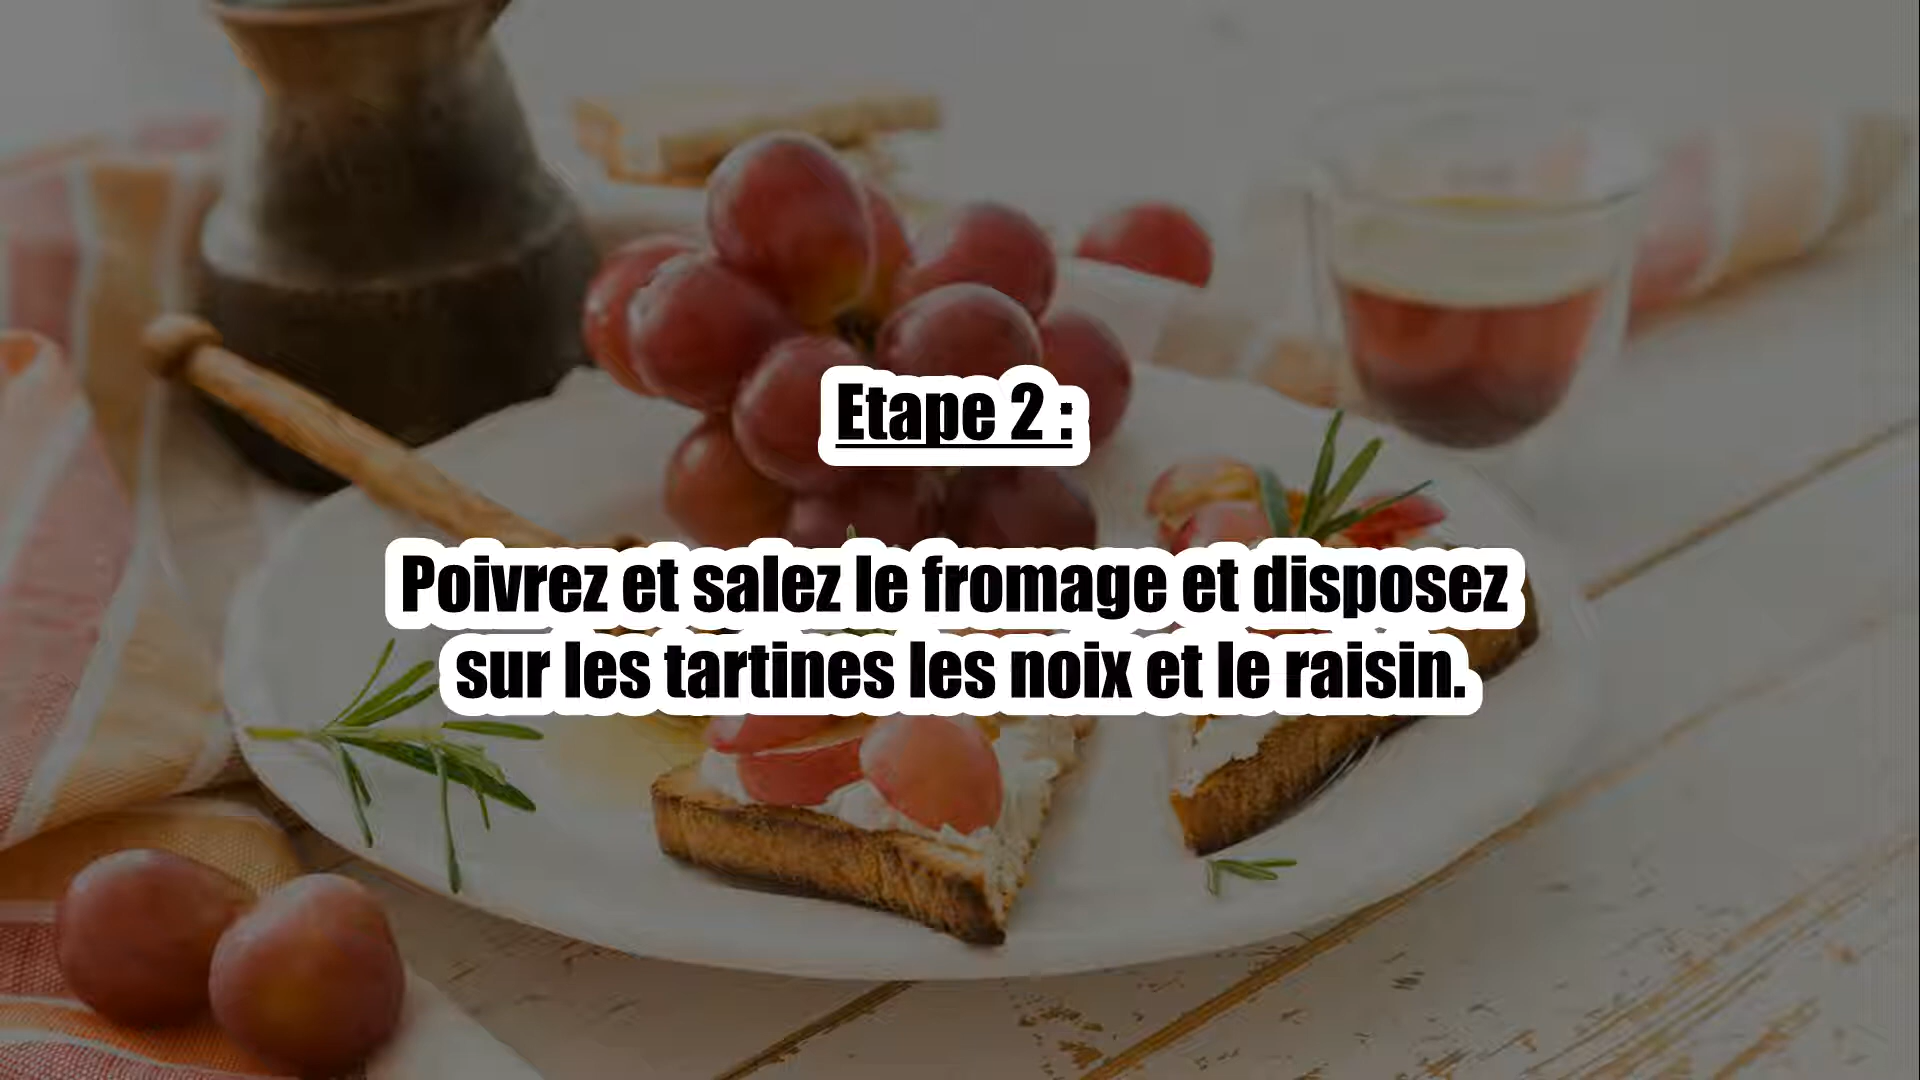 Etape 2 :
Poivrez et salez le fromage et disposez
sur les tartines les noix et le raisin.